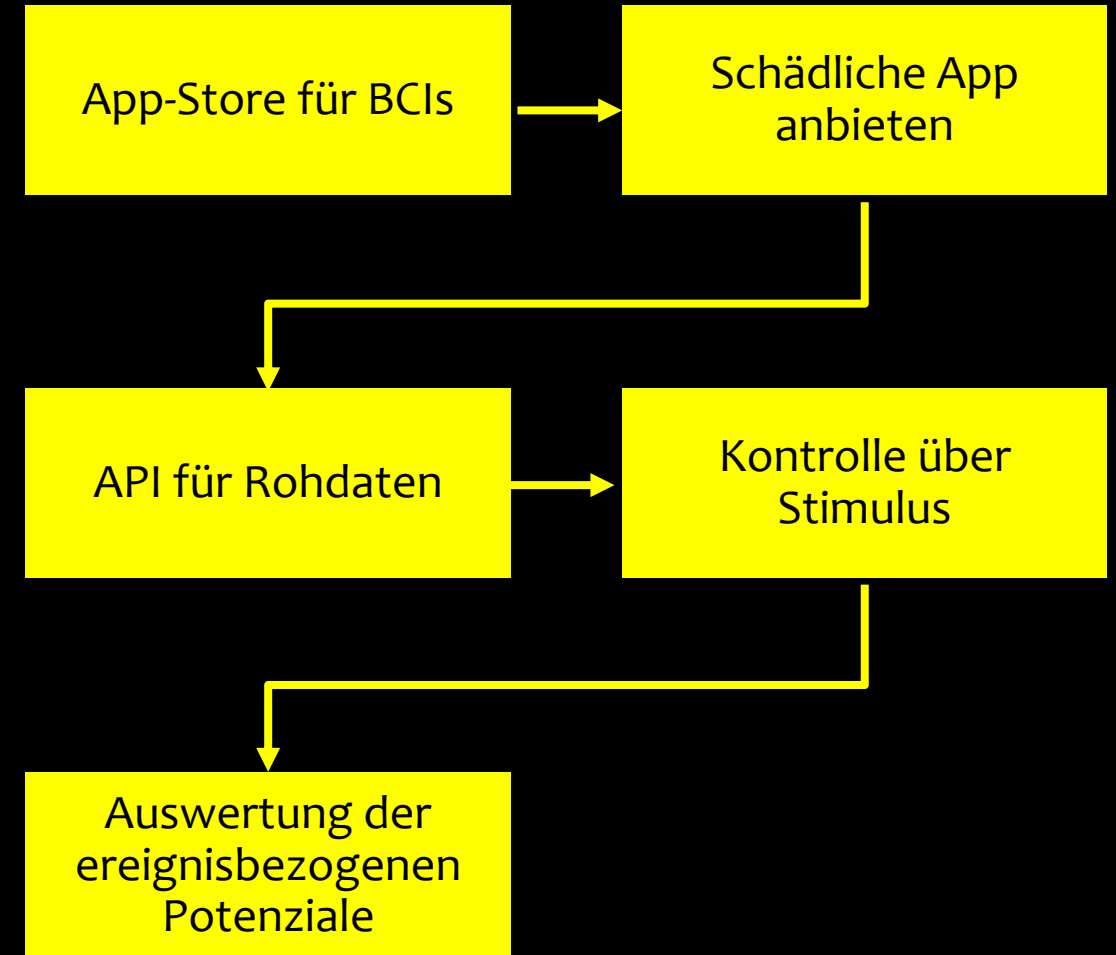 App-Store für BCIs
Schädliche App
anbieten
API für Rohdaten
Kontrolle über
Stimulus
Auswertung der
ereignisbezogenen
Potenziale